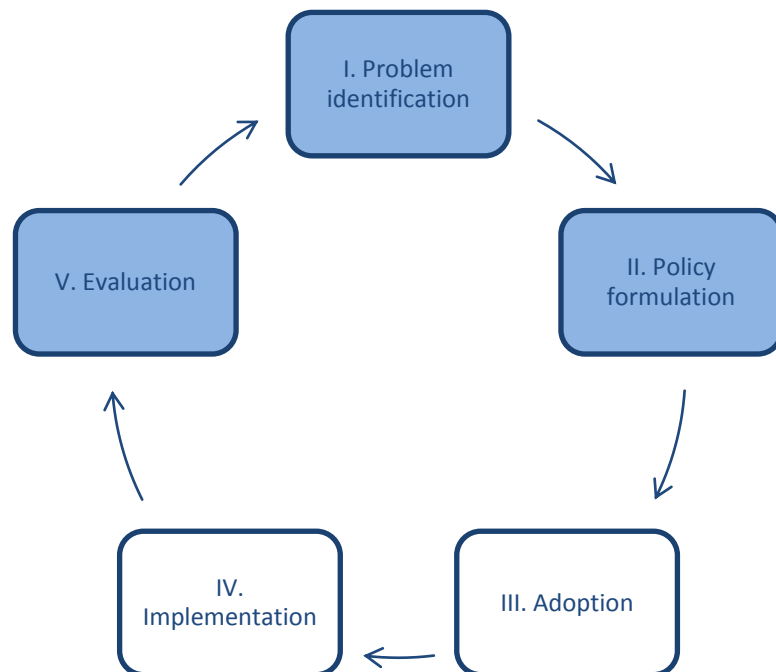 I. Problem
identification
II. Policy
formulation
III. Adoption
IV.
Implementation
V. Evaluation